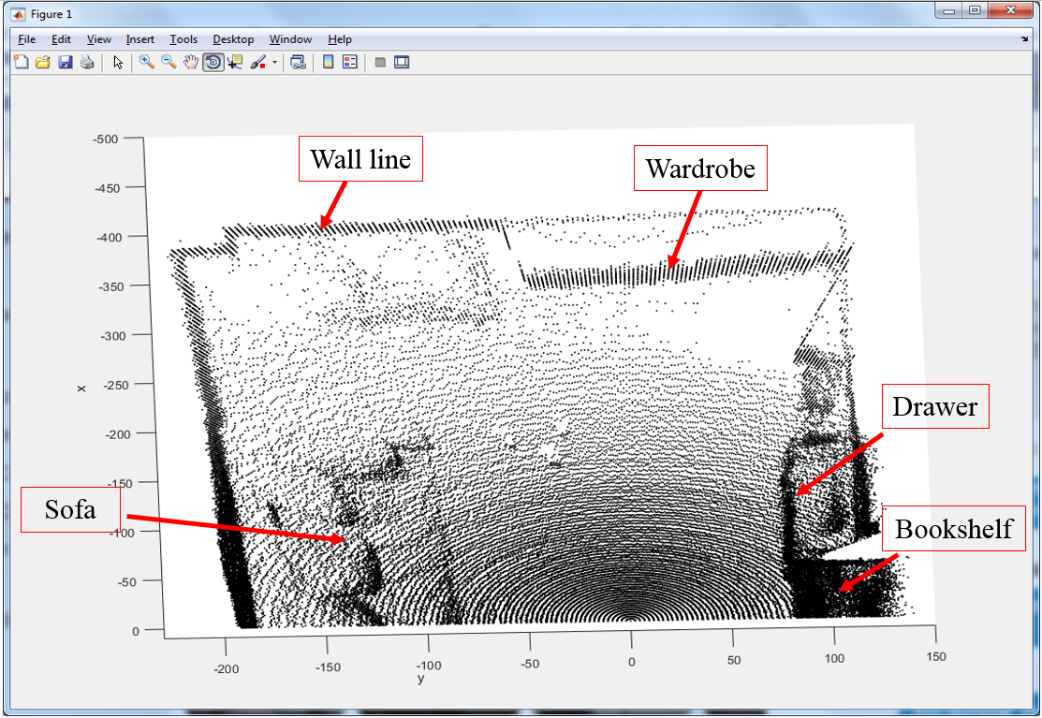 Figure 1
File Edit View Insert Tools Desktop Window Help
-500
Wall line
Wardrobe
-450
-400
-350
-300
x
-250
Drawer
-200
-150
Sofa
-100
Bookshelf
-50
0
-200 -150 -100 -50 0 50 100 150
y